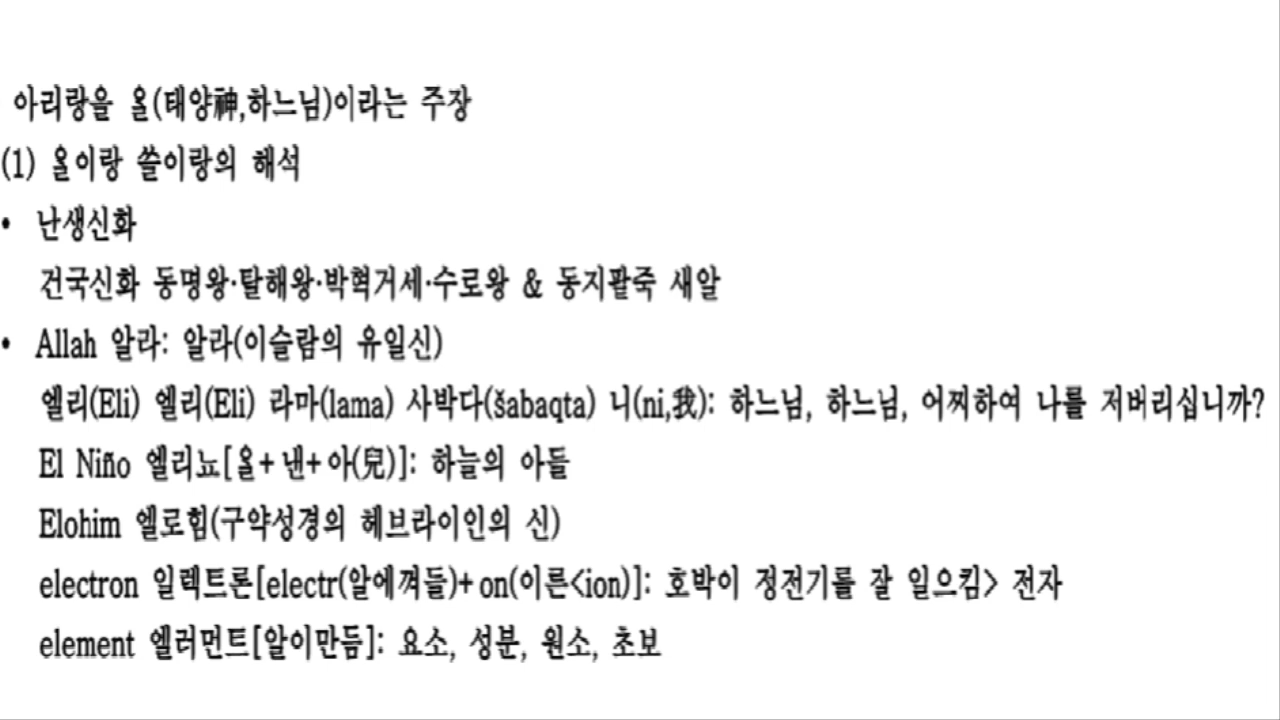 아리랑을 올(태양神,하느님)이라는 주장
(1) 올이랑 쓸이랑의 해석
• 난생신화
건국신화 동명왕·탈해왕·박혁거세·수로왕 & 동지팥죽 새알
• Allah 알라: 알라(이슬람의 유일신)
엘리(Eli) 엘리(Eli) 라마(lama) 사박다(šabaqta) 니(ni,我): 하느님, 하느님, 어찌하여 나를 저버리십니까?
El Niño 엘리뇨[올+낸+아(兒)]: 하늘의 아들
Elohim 엘로힘(구약성경의 헤브라이인의 신)
electron 일렉트론[electr(알에껴들)+on(이른<ion)]: 호박이 정전기를 잘 일으킴> 전자
element 엘러먼트[알이만듬]: 요소, 성분, 원소, 초보